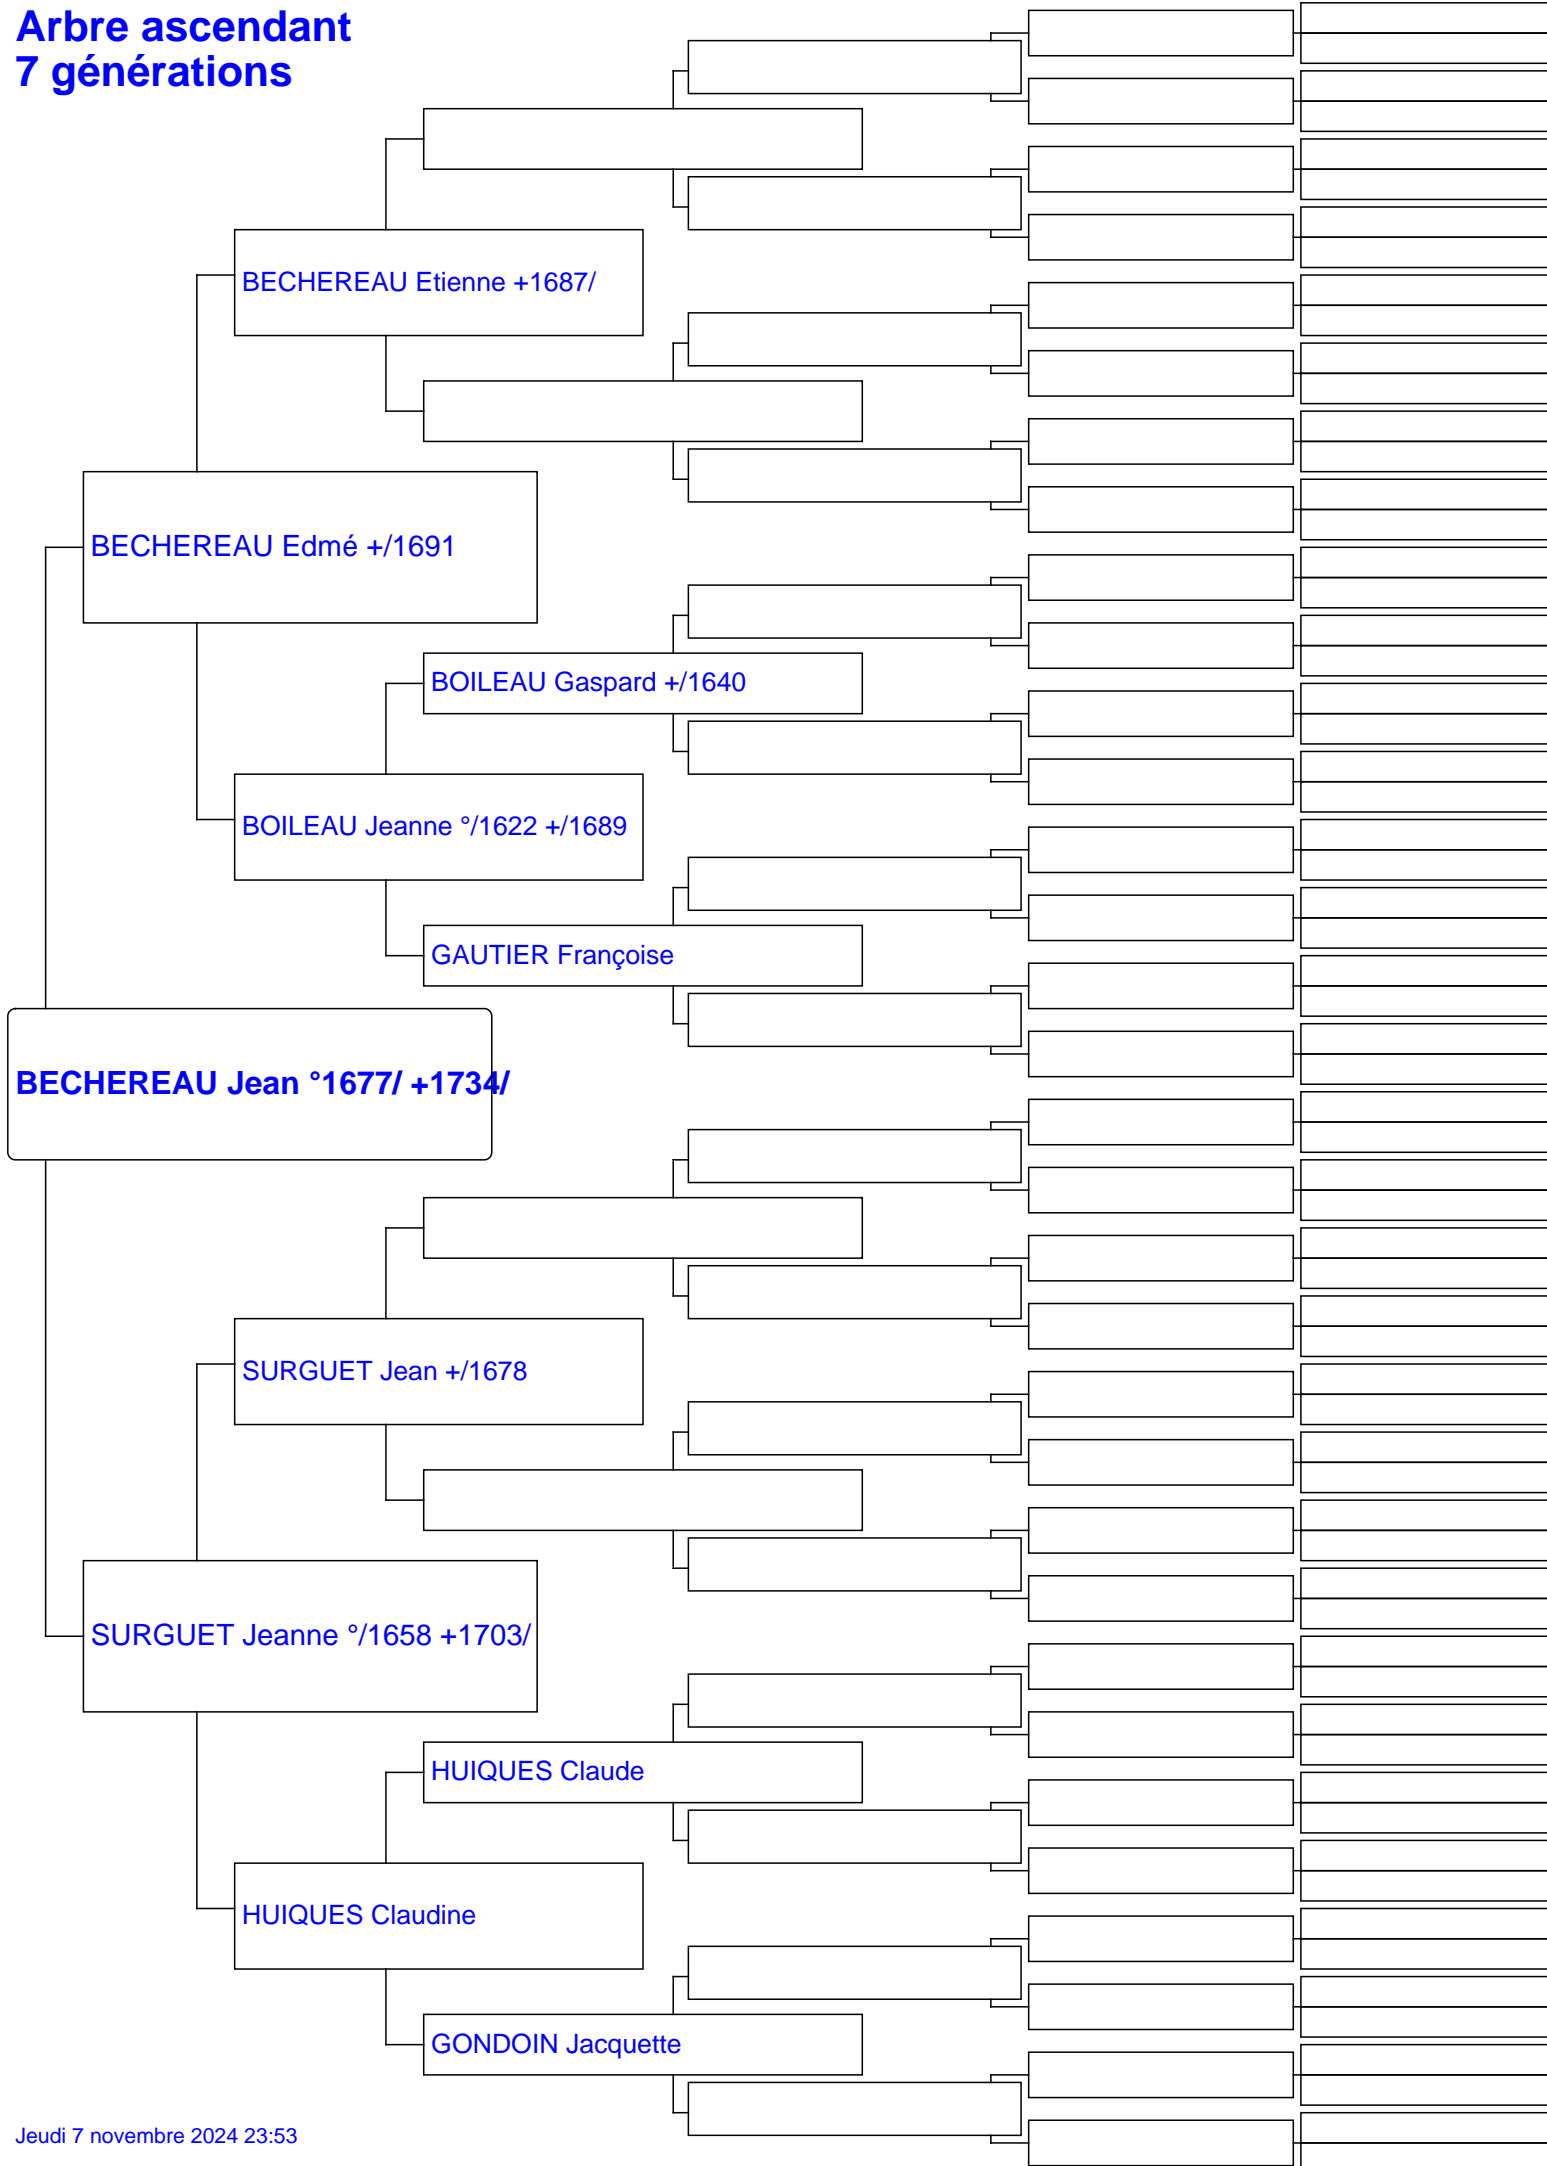 Arbre ascendant
7 générations
BECHEREAU Etienne +1687/
BECHEREAU Edmé +/1691
BOILEAU Gaspard +/1640
BOILEAU Jeanne °/1622 +/1689
GAUTIER Françoise
BECHEREAU Jean °1677/ +1734/
SURGUET Jean +/1678
SURGUET Jeanne °/1658 +1703/
HUIQUES Claude
HUIQUES Claudine
GONDOIN Jacquette
Jeudi 7 novembre 2024 23:53